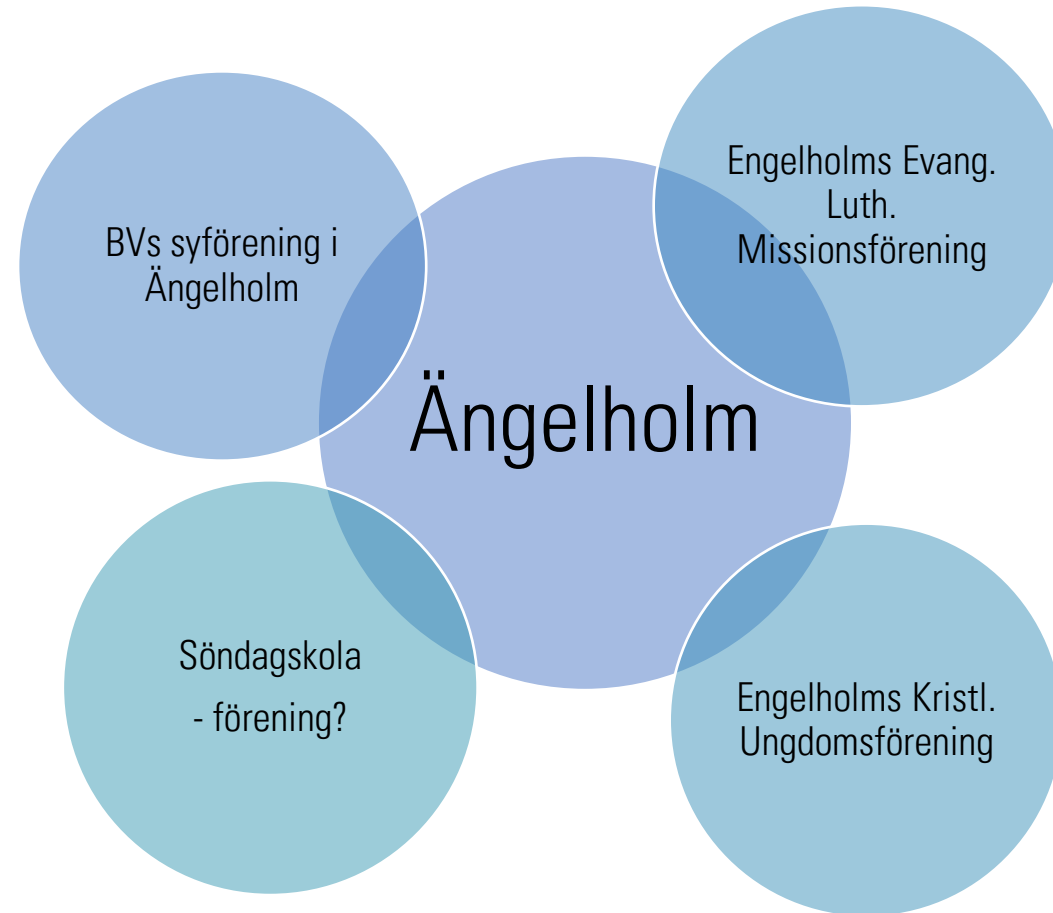 Engelholms Evang.
Luth.
Missionsförening
BVs syförening i
Ängelholm
Ängelholm
Söndagskola
- förening?
Engelholms Kristl.
Ungdomsförening